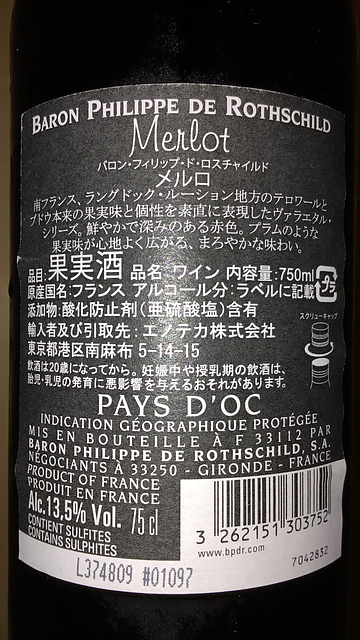 BARON PHILIPPE DE ROTHSCHILD
Merlot
バロン・フィリップ・ド・ロスチャイルド
メルロ
南フランス、ラングドック・ルーション地方のテロワールと
ブドウ本来の果実味と個性を素直に表現したヴァラエタル・
シリーズ。鮮やかで深みのある赤色。プラムのような
果実味が心地よく広がる、まろやかな味わい。
品目:果実酒 品名:ワイン 内容量:750ml
原産国名:フランス アルコール分:ラベルに記載
プラ
添加物:酸化防止剤(亜硫酸塩)含有
スクリューキャップ
輸入者及び引取先:エノテカ株式会社
東京都港区南麻布 5-14-15
飲酒は20歳になってから。妊娠中や授乳期の飲酒は、
胎児・乳児の発育に悪影響を与えるおそれがあります。
PAYS D'OC
INDICATION GÉOGRAPHIQUE PROTÉGÉE
MIS EN BOUTEILLE À F 33112 PAR
BARON PHILIPPE DE ROTHSCHILD, S.A.
NÉGOCIANTS À 33250 - GIRONDE - FRANCE
PRODUCT OF FRANCE
PRODUIT EN FRANCE
Alc.13,5% Vol. 75 cl
CONTIENT SULFITES
CONTAINS SULPHITES
3 262151 303752
www.bpdr.com
7042832
L374809 #01097